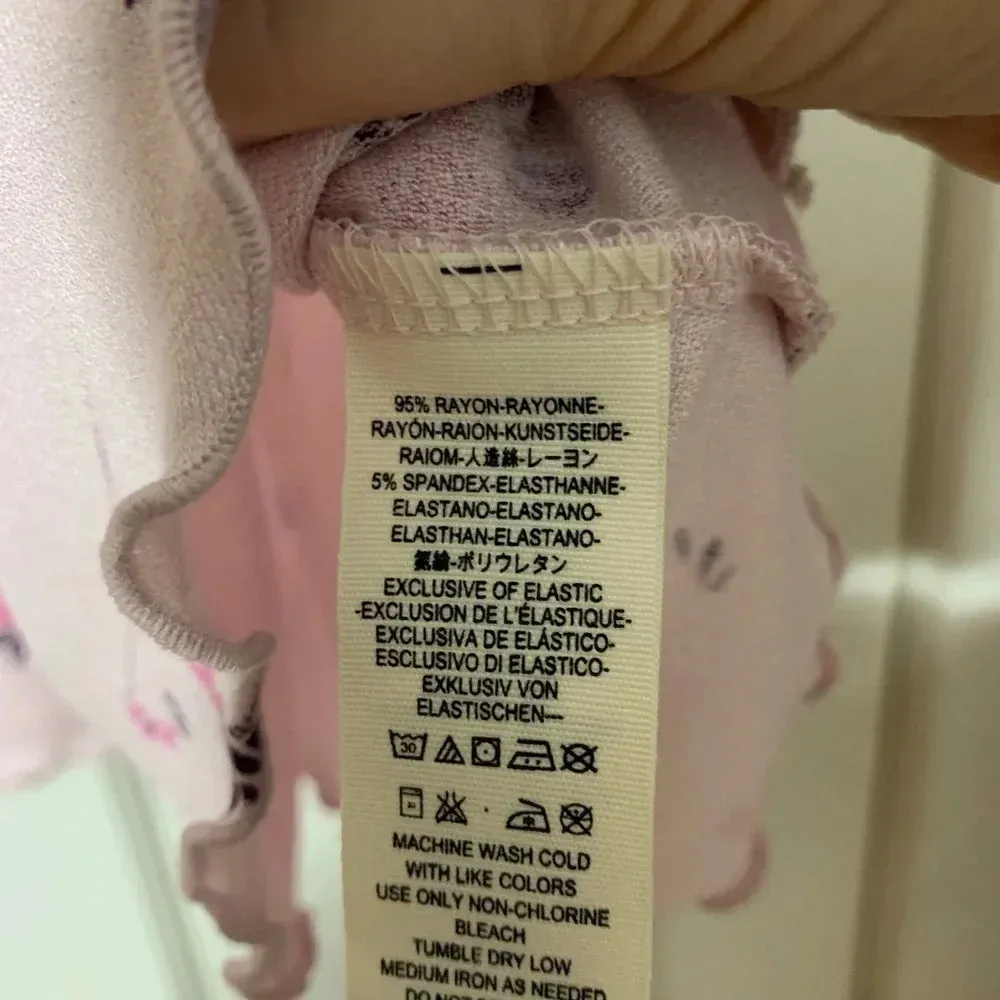 95% RAYON-RAYONNE-
RAYÓN-RAION-KUNSTSEIDE-
RAIOM-人造絲-レーヨン
5% SPANDEX-ELASTHANNE-
ELASTANO-ELASTANO-
ELASTHAN-ELASTANO-
氨綸-ポリウレタン
EXCLUSIVE OF ELASTIC
-EXCLUSION DE L'ÉLASTIQUE-
EXCLUSIVA DE ELÁSTICO-
ESCLUSIVO DI ELASTICO-
EXKLUSIV VON
ELASTISCHEN—
30
MACHINE WASH COLD
WITH LIKE COLORS
USE ONLY NON-CHLORINE
BLEACH
TUMBLE DRY LOW
MEDIUM IRON AS NEEDED
DO NOT